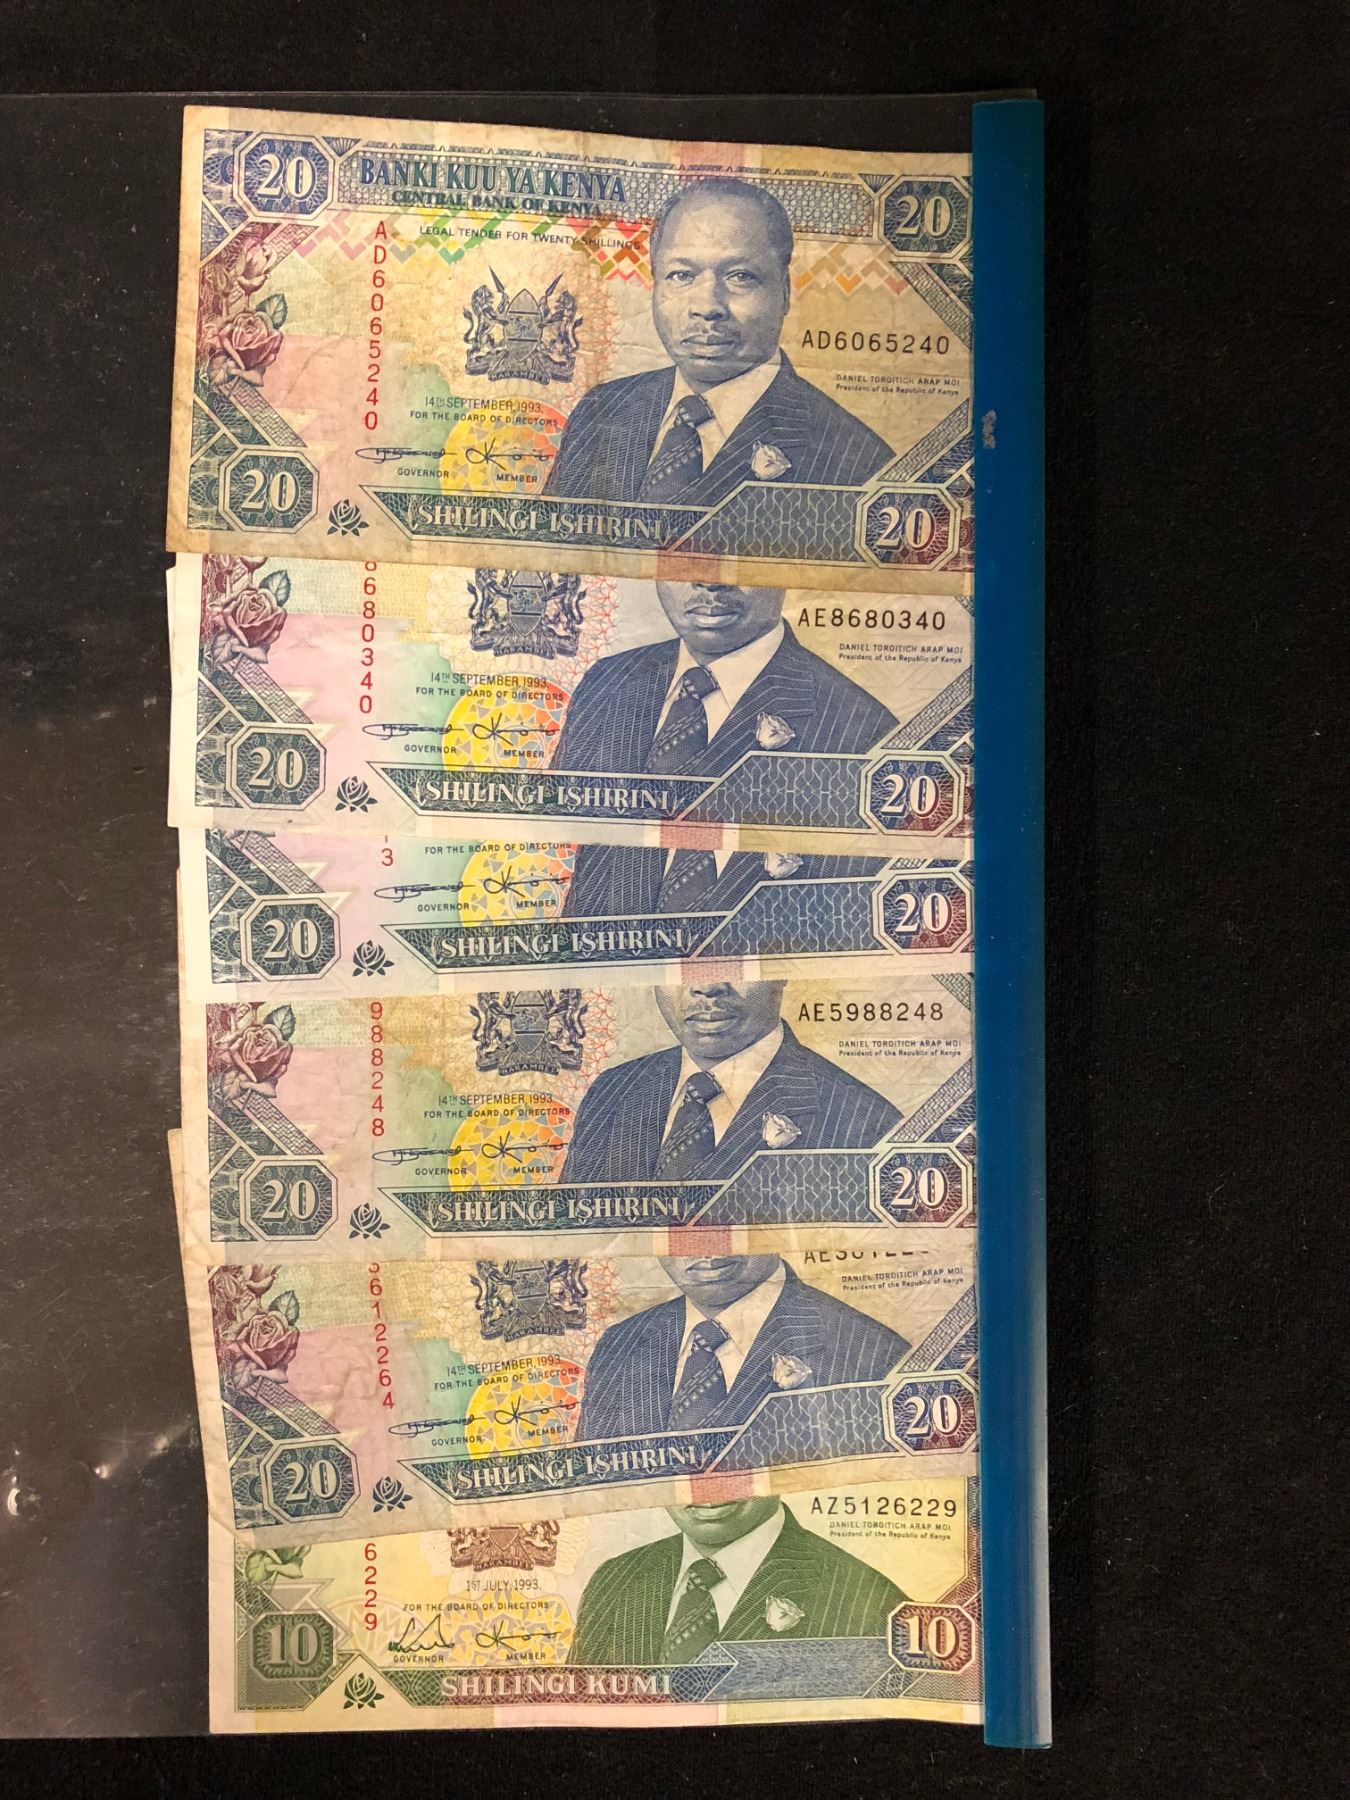 20 BANKI KUU YA KENYA 20
CENTRAL BANK OF KENYA
LEGAL TENDER FOR TWENTY SHILLINGS
AD6065240
AD6065240
HARAMBEE
DANIEL TOROITICH ARAP MOI
President of the Republic of Kenya
14TH SEPTEMBER, 1993.
FOR THE BOARD OF DIRECTORS
GOVERNOR MEMBER
20 SHILINGI ISHIRINI 20
680340
AE8680340
HARAMBEE
DANIEL TOROITICH ARAP MOI
President of the Republic of Kenya
14TH SEPTEMBER, 1993.
FOR THE BOARD OF DIRECTORS
GOVERNOR MEMBER
20 SHILINGI ISHIRINI 20
3
FOR THE BOARD OF DIRECTORS
GOVERNOR MEMBER
20 SHILINGI ISHIRINI 20
988248
AE5988248
HARAMBEE
DANIEL TOROITICH ARAP MOI
President of the Republic of Kenya
14TH SEPTEMBER, 1993.
FOR THE BOARD OF DIRECTORS
GOVERNOR MEMBER
20 SHILINGI ISHIRINI 20
612264
HARAMBEE
DANIEL TOROITICH ARAP MOI
President of the Republic of Kenya
14TH SEPTEMBER, 1993.
FOR THE BOARD OF DIRECTORS
GOVERNOR MEMBER
20 SHILINGI ISHIRINI 20
6229
AZ5126229
HARAMBEE
DANIEL TOROITICH ARAP MOI
President of the Republic of Kenya
1ST JULY, 1993.
FOR THE BOARD OF DIRECTORS
GOVERNOR MEMBER
10 SHILINGI KUMI 10